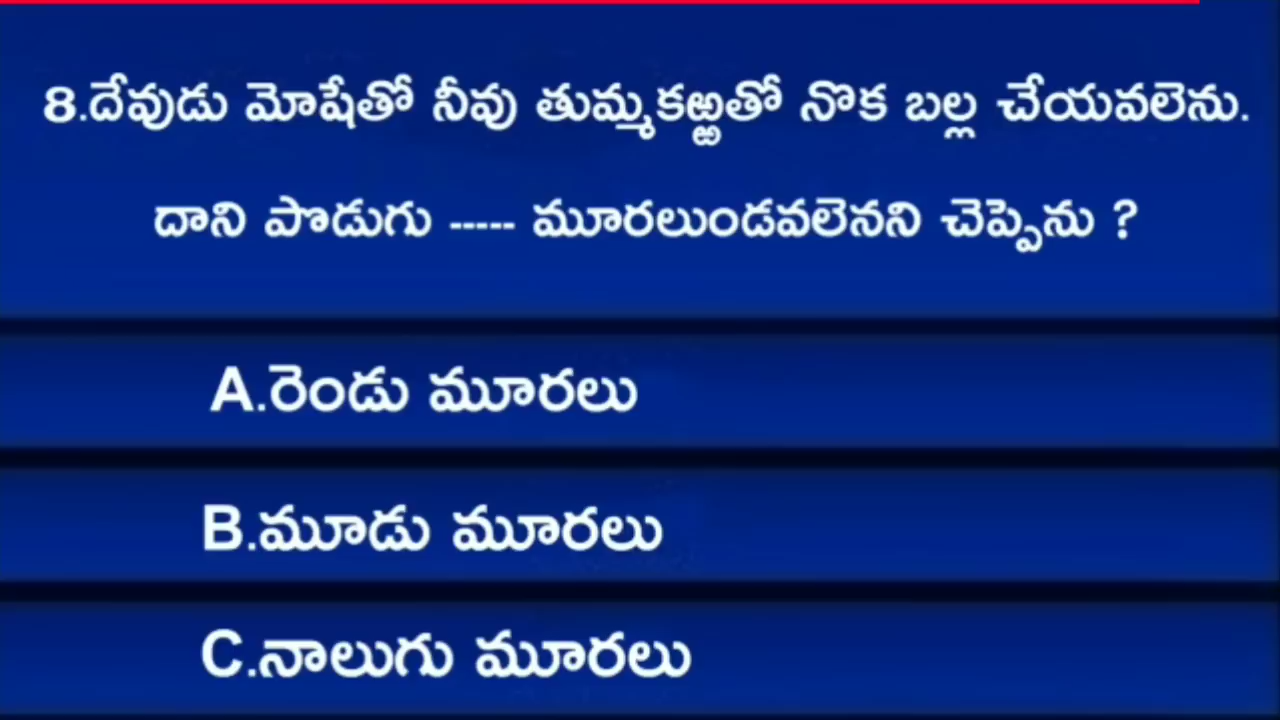 8.దేవుడు మోషేతో నీవు తుమ్మకఱ్ఱతో నొక బల్ల చేయవలెను.
దాని పొడుగు ----- మూరలుండవలెనని చెప్పెను ?
A.రెండు మూరలు
B.మూడు మూరలు
C.నాలుగు మూరలు